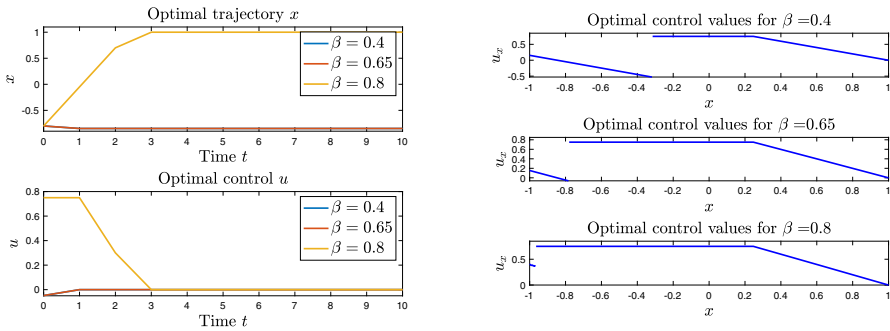 Optimal trajectory x
1
0.5
0
-0.5
x
β = 0.4
β = 0.65
β = 0.8
0 1 2 3 4 5 6 7 8 9 10
Time t
Optimal control u
0.8
0.6
0.4
0.2
0
u
β = 0.4
β = 0.65
β = 0.8
0 1 2 3 4 5 6 7 8 9 10
Time t
Optimal control values for β =0.4
0.5
0
-0.5
uₓ
-1 -0.8 -0.6 -0.4 -0.2 0 0.2 0.4 0.6 0.8 1
x
Optimal control values for β =0.65
0.8
0.6
0.4
0.2
0
uₓ
-1 -0.8 -0.6 -0.4 -0.2 0 0.2 0.4 0.6 0.8 1
x
Optimal control values for β =0.8
0.5
0
uₓ
-1 -0.8 -0.6 -0.4 -0.2 0 0.2 0.4 0.6 0.8 1
x